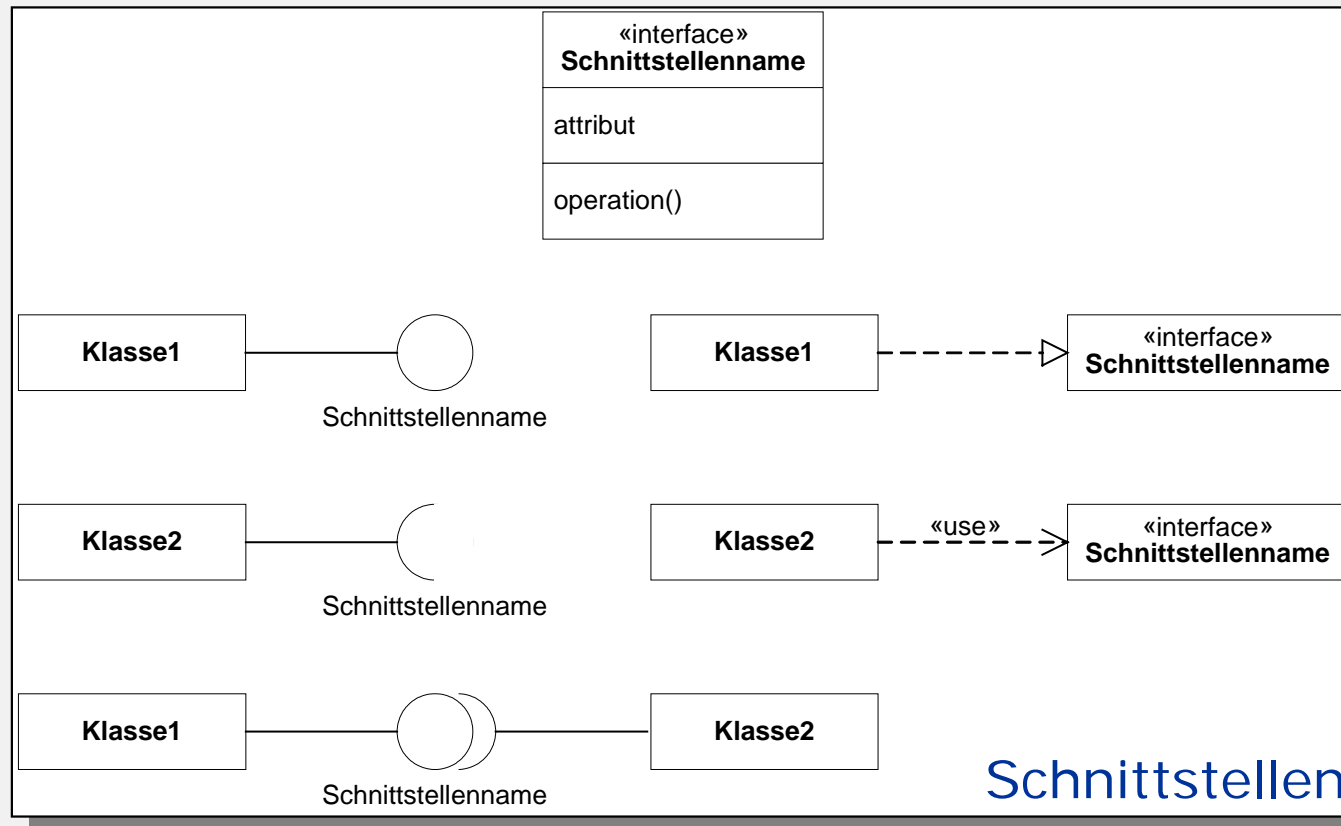 «interface»
Schnittstellenname
attribut
operation()
Klasse1
Schnittstellenname
Klasse1
«interface»
Schnittstellenname
Klasse2
Schnittstellenname
Klasse2
«use»
«interface»
Schnittstellenname
Klasse1
Schnittstellenname
Klasse2
Schnittstellen